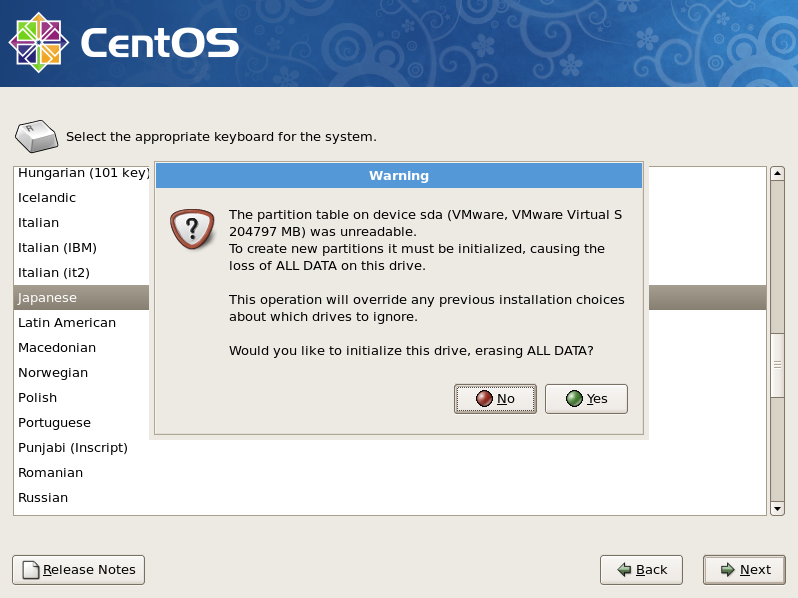 CentOS
Select the appropriate keyboard for the system.
Hungarian (101 key)
Icelandic
Italian
Italian (IBM)
Italian (it2)
Japanese
Latin American
Macedonian
Norwegian
Polish
Portuguese
Punjabi (Inscript)
Romanian
Russian
Warning
The partition table on device sda (VMware, VMware Virtual S
204797 MB) was unreadable.
To create new partitions it must be initialized, causing the
loss of ALL DATA on this drive.
This operation will override any previous installation choices
about which drives to ignore.
Would you like to initialize this drive, erasing ALL DATA?
No
Yes
Release Notes
Back
Next